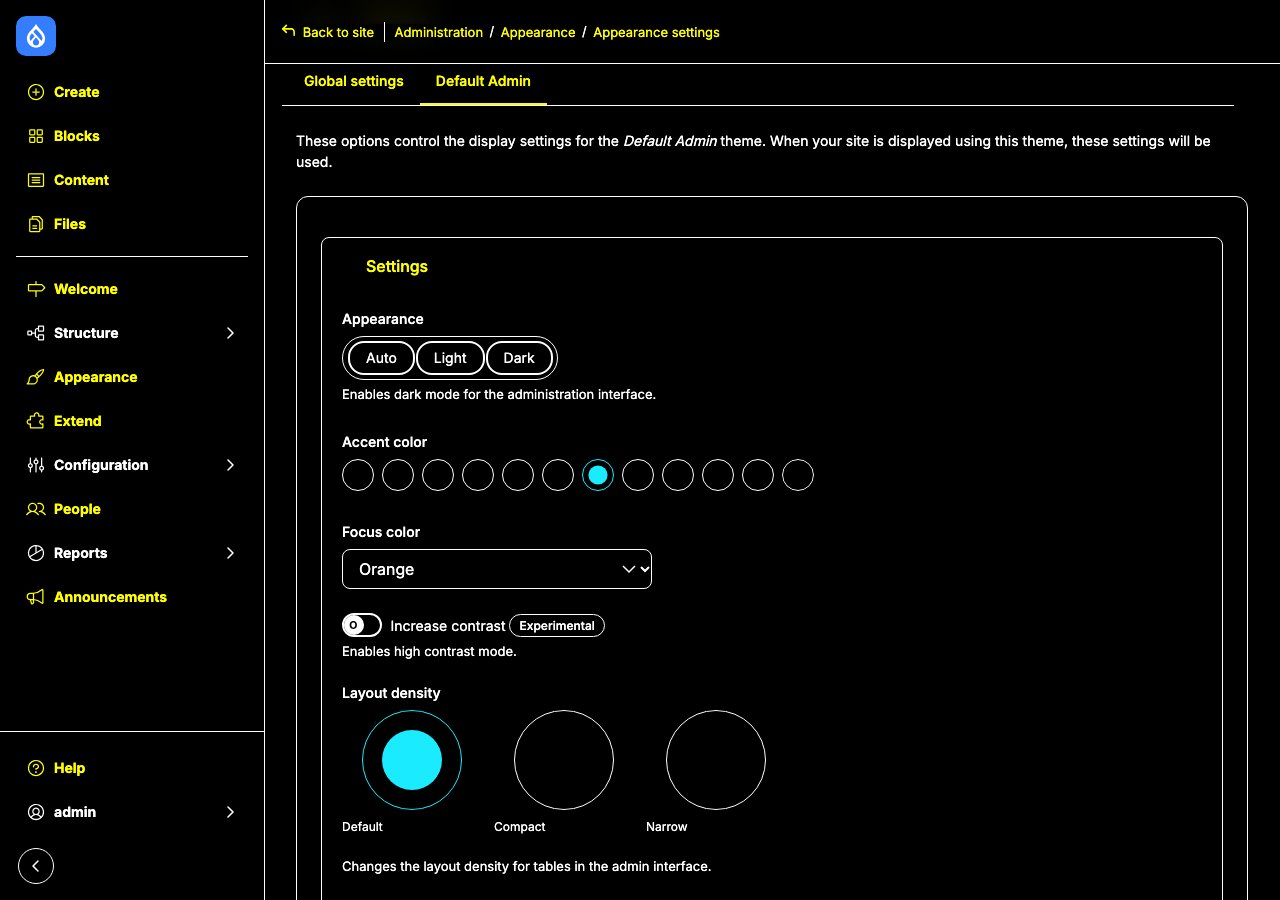 Back to site
Administration / Appearance / Appearance settings
Create
Blocks
Content
Files
Welcome
Structure
Appearance
Extend
Configuration
People
Reports
Announcements
Help
admin
Global settings
Default Admin
These options control the display settings for the Default Admin theme. When your site is displayed using this theme, these settings will be
used.
Settings
Appearance
Auto
Light
Dark
Enables dark mode for the administration interface.
Accent color
Focus color
Orange
Increase contrast Experimental
Enables high contrast mode.
Layout density
Default
Compact
Narrow
Changes the layout density for tables in the admin interface.